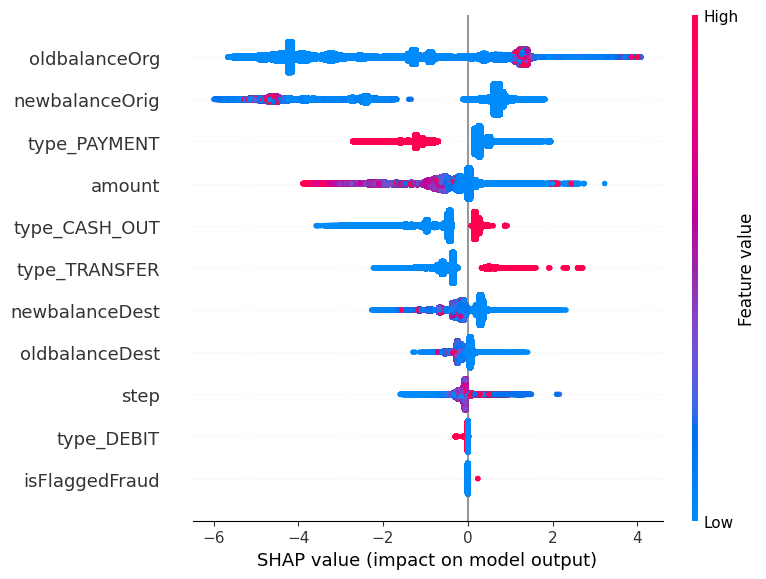 High
oldbalanceOrg
newbalanceOrig
type_PAYMENT
amount
type_CASH_OUT
type_TRANSFER
newbalanceDest
oldbalanceDest
step
type_DEBIT
isFlaggedFraud
Feature value
Low
−6 −4 −2 0 2 4
SHAP value (impact on model output)